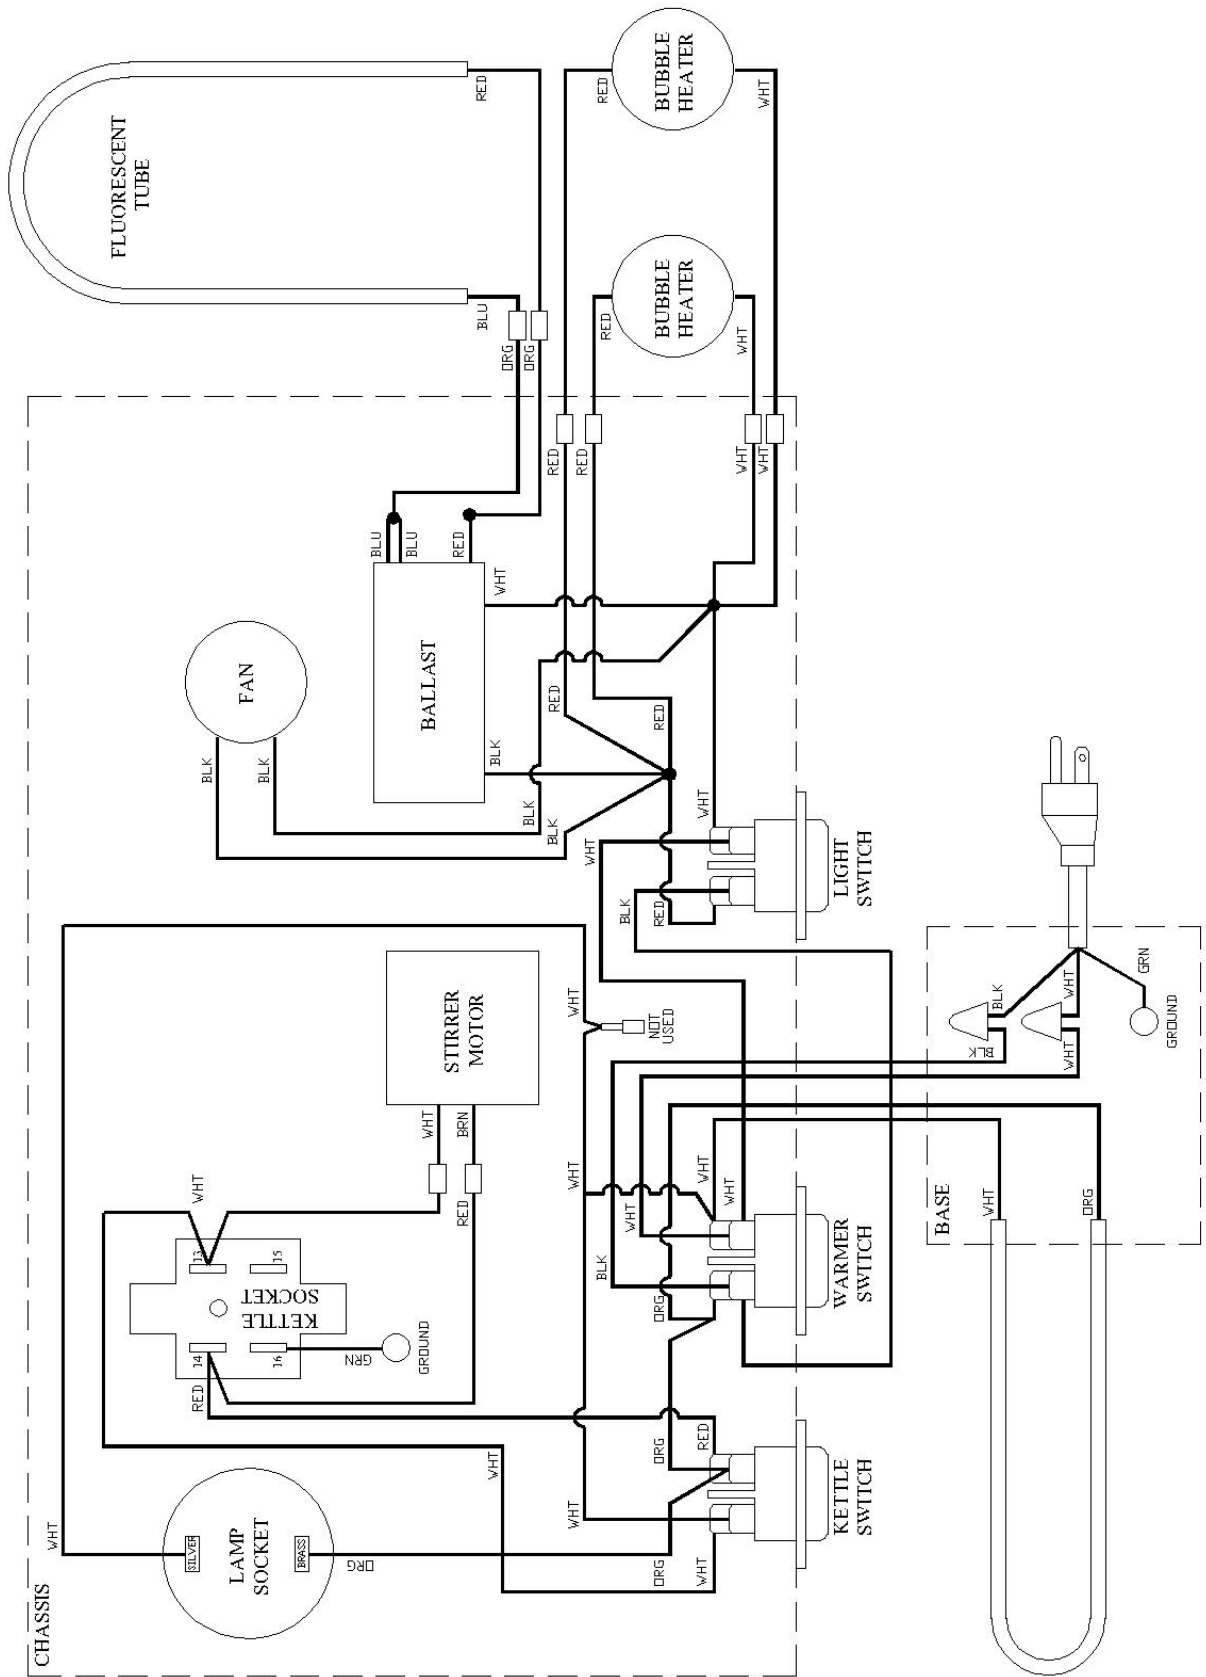 FLUORESCENT
TUBE
RED
BLU
ORG
ORG
BUBBLE
HEATER
RED
WHT
BUBBLE
HEATER
RED
WHT
RED
RED
WHT
WHT
BLU
BLU
RED
WHT
BALLAST
BLK
FAN
BLK
BLK
BLK
BLK
RED
RED
WHT
WHT
BLK
RED
LIGHT
SWITCH
STIRRER
MOTOR
WHT
BRN
RED
WHT
NOT
USED
WHT
WHT
13
15
KETTLE
SOCKET
14
16
RED
GRN
GROUND
BLK
WHT
GRN
GROUND
BLK
WHT
WHT
WHT
WHT
BLK
ORG
WARMER
SWITCH
BASE
WHT
ORG
ORG
RED
WHT
WHT
KETTLE
SWITCH
ORG
WHT
WHT
SILVER
LAMP
SOCKET
BRASS
ORG
CHASSIS